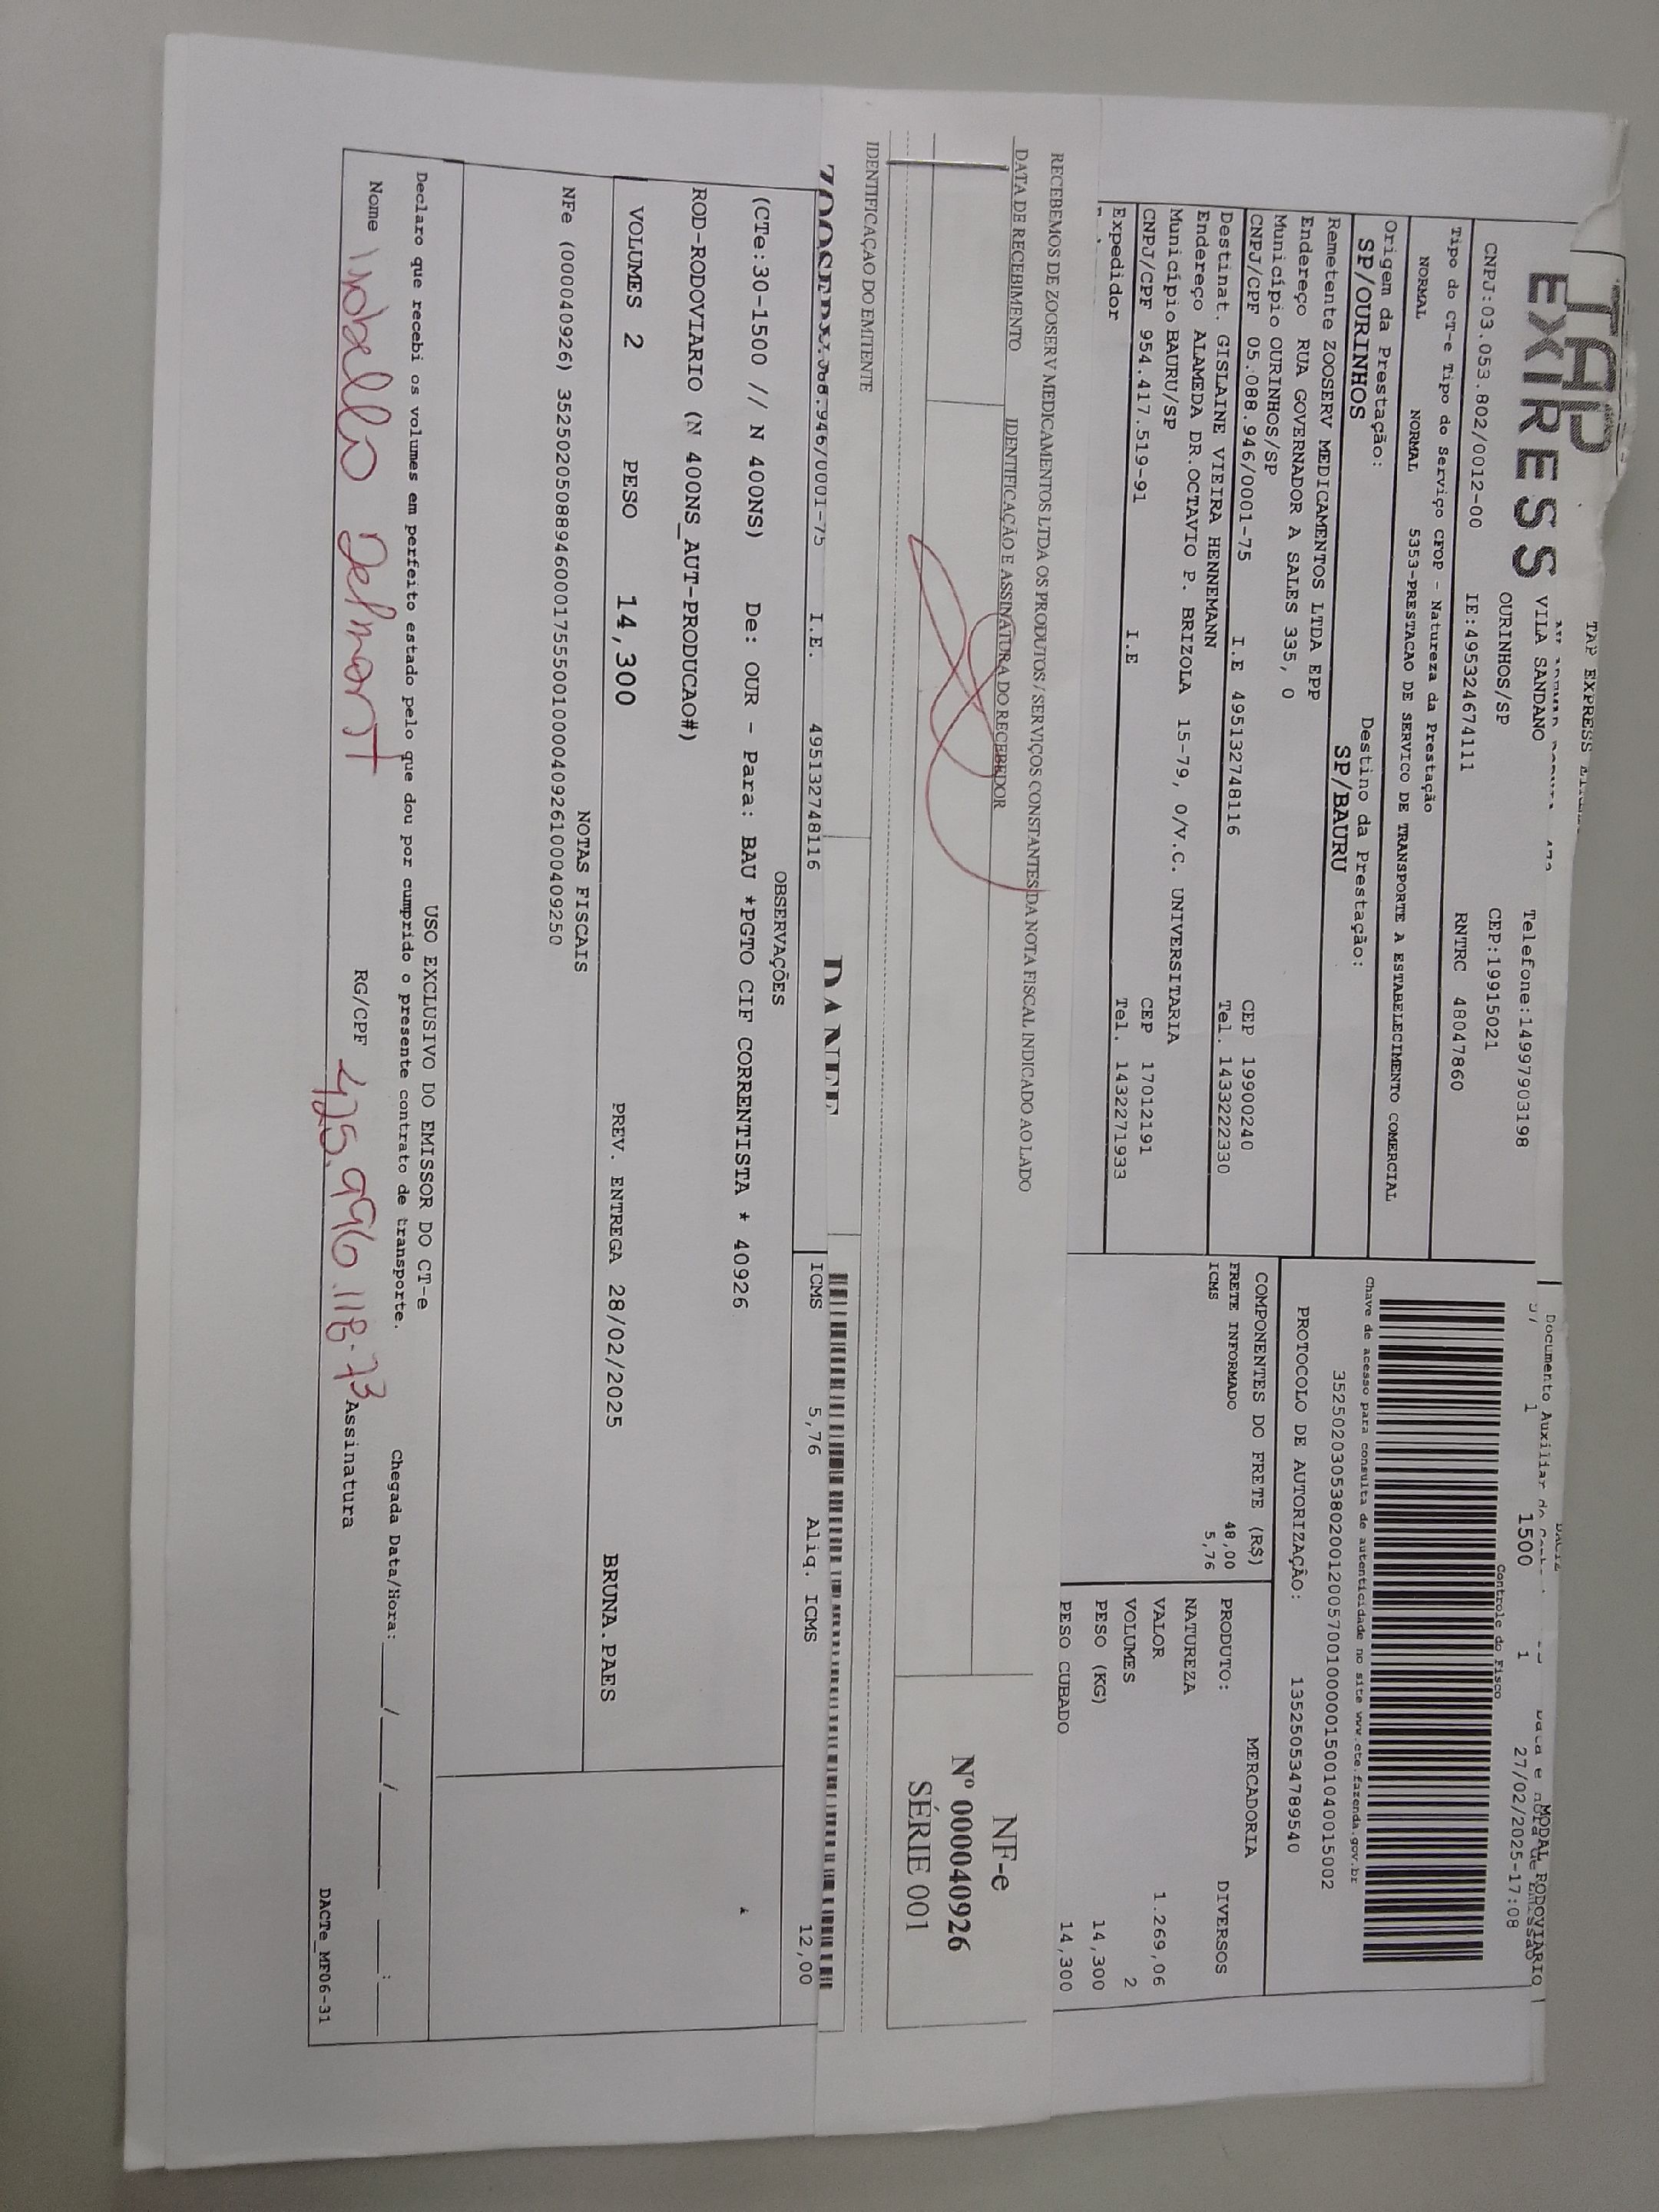 TAP EXPRESS
TAP
EXPRESS
VILA SANDANO
Telefone:14997903198
OURINHOS/SP
CEP:19915021
CNPJ:03.053.802/0012-00 IE:495324674111 RNTRC 48047860
Tipo do CT-e Tipo do Serviço CFOP - Natureza da Prestação
NORMAL NORMAL 5353-PRESTACAO DE SERVICO DE TRANSPORTE A ESTABELECIMENTO COMERCIAL
Origem da Prestação: Destino da Prestação:
SP/OURINHOS SP/BAURU
Remetente ZOOSERV MEDICAMENTOS LTDA EPP
Endereço RUA GOVERNADOR A SALES 335, 0
Município OURINHOS/SP CEP 19900240
CNPJ/CPF 05.088.946/0001-75 I.E 495132748116 Tel. 1433222330
Destinat. GISLAINE VIEIRA HENNEMANN
Endereço ALAMEDA DR.OCTAVIO P. BRIZOLA 15-79, 0/V.C. UNIVERSITARIA
Município BAURU/SP CEP 17012191
CNPJ/CPF 954.417.519-91 I.E Tel. 1432271933
Expedidor
MODAL RODOVIÁRIO
Documento Auxiliar do
57 1 1500 1 27/02/2025-17:08
Controle do Fisco
Chave de acesso para consulta de autenticidade no site www.cte.fazenda.gov.br
35250203053802001200570010000015001040015002
PROTOCOLO DE AUTORIZAÇÃO: 135250534789540
COMPONENTES DO FRETE (R$)
FRETE INFORMADO 48,00
ICMS 5,76
MERCADORIA
PRODUTO: DIVERSOS
NATUREZA
VALOR 1.269,06
VOLUMES 2
PESO (KG) 14,300
PESO CUBADO 14,300
RECEBEMOS DE ZOOSERV MEDICAMENTOS LTDA OS PRODUTOS / SERVIÇOS CONSTANTES DA NOTA FISCAL INDICADO AO LADO
DATA DE RECEBIMENTO IDENTIFICAÇÃO E ASSINATURA DO RECEBEDOR
NF-e
Nº 000040926
SÉRIE 001
IDENTIFICAÇÃO DO EMITENTE
DANFE
.946/0001-75 I.E. 495132748116 ICMS 5,76 Aliq. ICMS 12,00
OBSERVAÇÕES
(CTe:30-1500 // N 400NS) De: OUR - Para: BAU *PGTO CIF CORRENTISTA * 40926
ROD-RODOVIARIO (N 400NS_AUT-PRODUCAO#)
VOLUMES 2 PESO 14,300 PREV. ENTREGA 28/02/2025 BRUNA.PAES
NOTAS FISCAIS
NFe (000040926) 35250205088946000175550010000409261000409250
USO EXCLUSIVO DO EMISSOR DO CT-e
Declaro que recebi os volumes em perfeito estado pelo que dou por cumprido o presente contrato de transporte. Chegada Data/Hora: ____/____/______ ___:___
Nome RG/CPF 425.996.118-73 Assinatura
DACTe_MF06-31